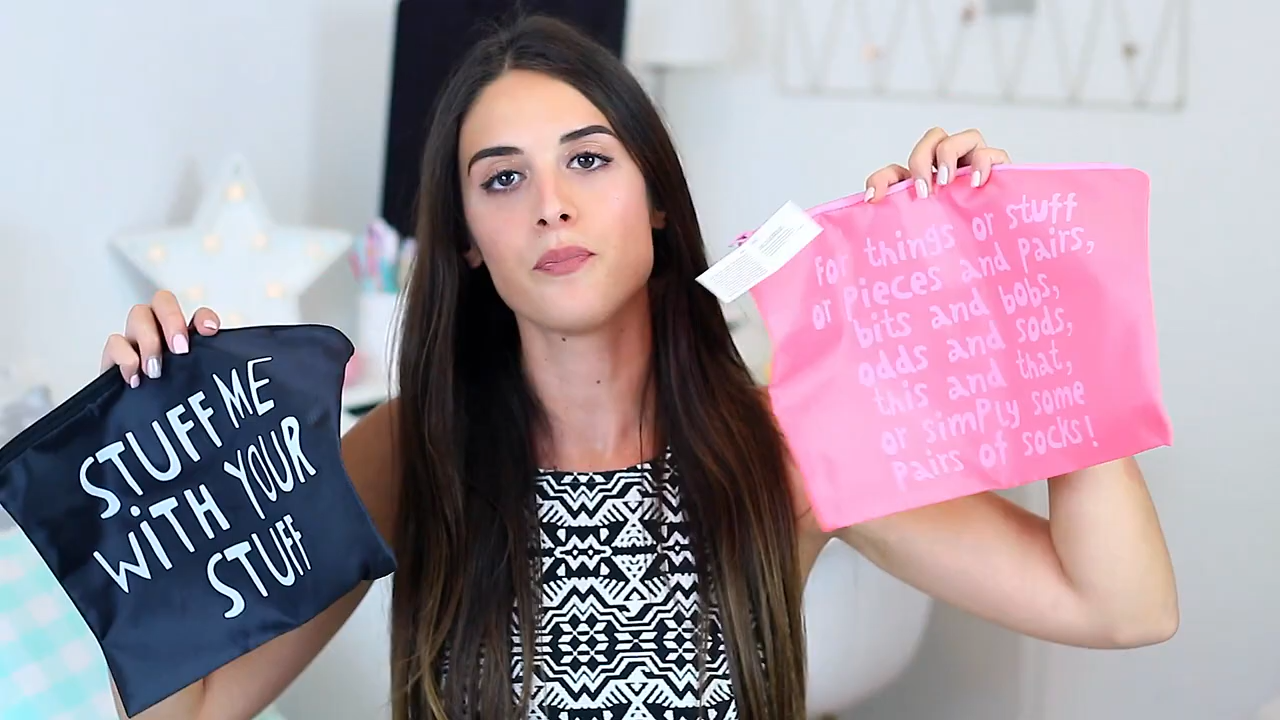 STUFF ME
WiTH YOUR
STUFF
For things or stuff
or pieces and pairs,
bits and bobs,
odds and sods,
this and that,
or simply some
pairs of socks!